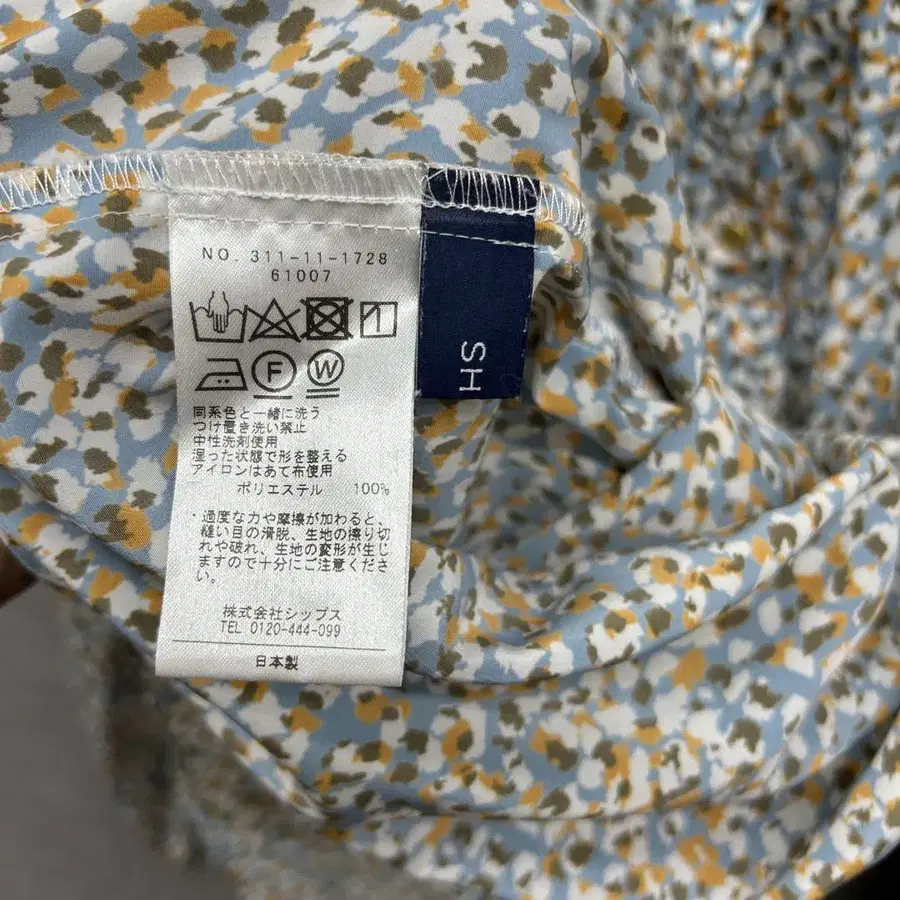 NO. 311-11-1728
61007
F W
同系色と一緒に洗う
つけ置き洗い禁止
中性洗剤使用
湿った状態で形を整える
アイロンはあて布使用
ポリエステル 100%
・過度な力や摩擦が加わると、
縫い目の滑脱、生地の擦り切
れや破れ、生地の変形が生じ
ますので十分にご注意くださ
い。
株式会社シップス
TEL 0120-444-099
日本製
SH